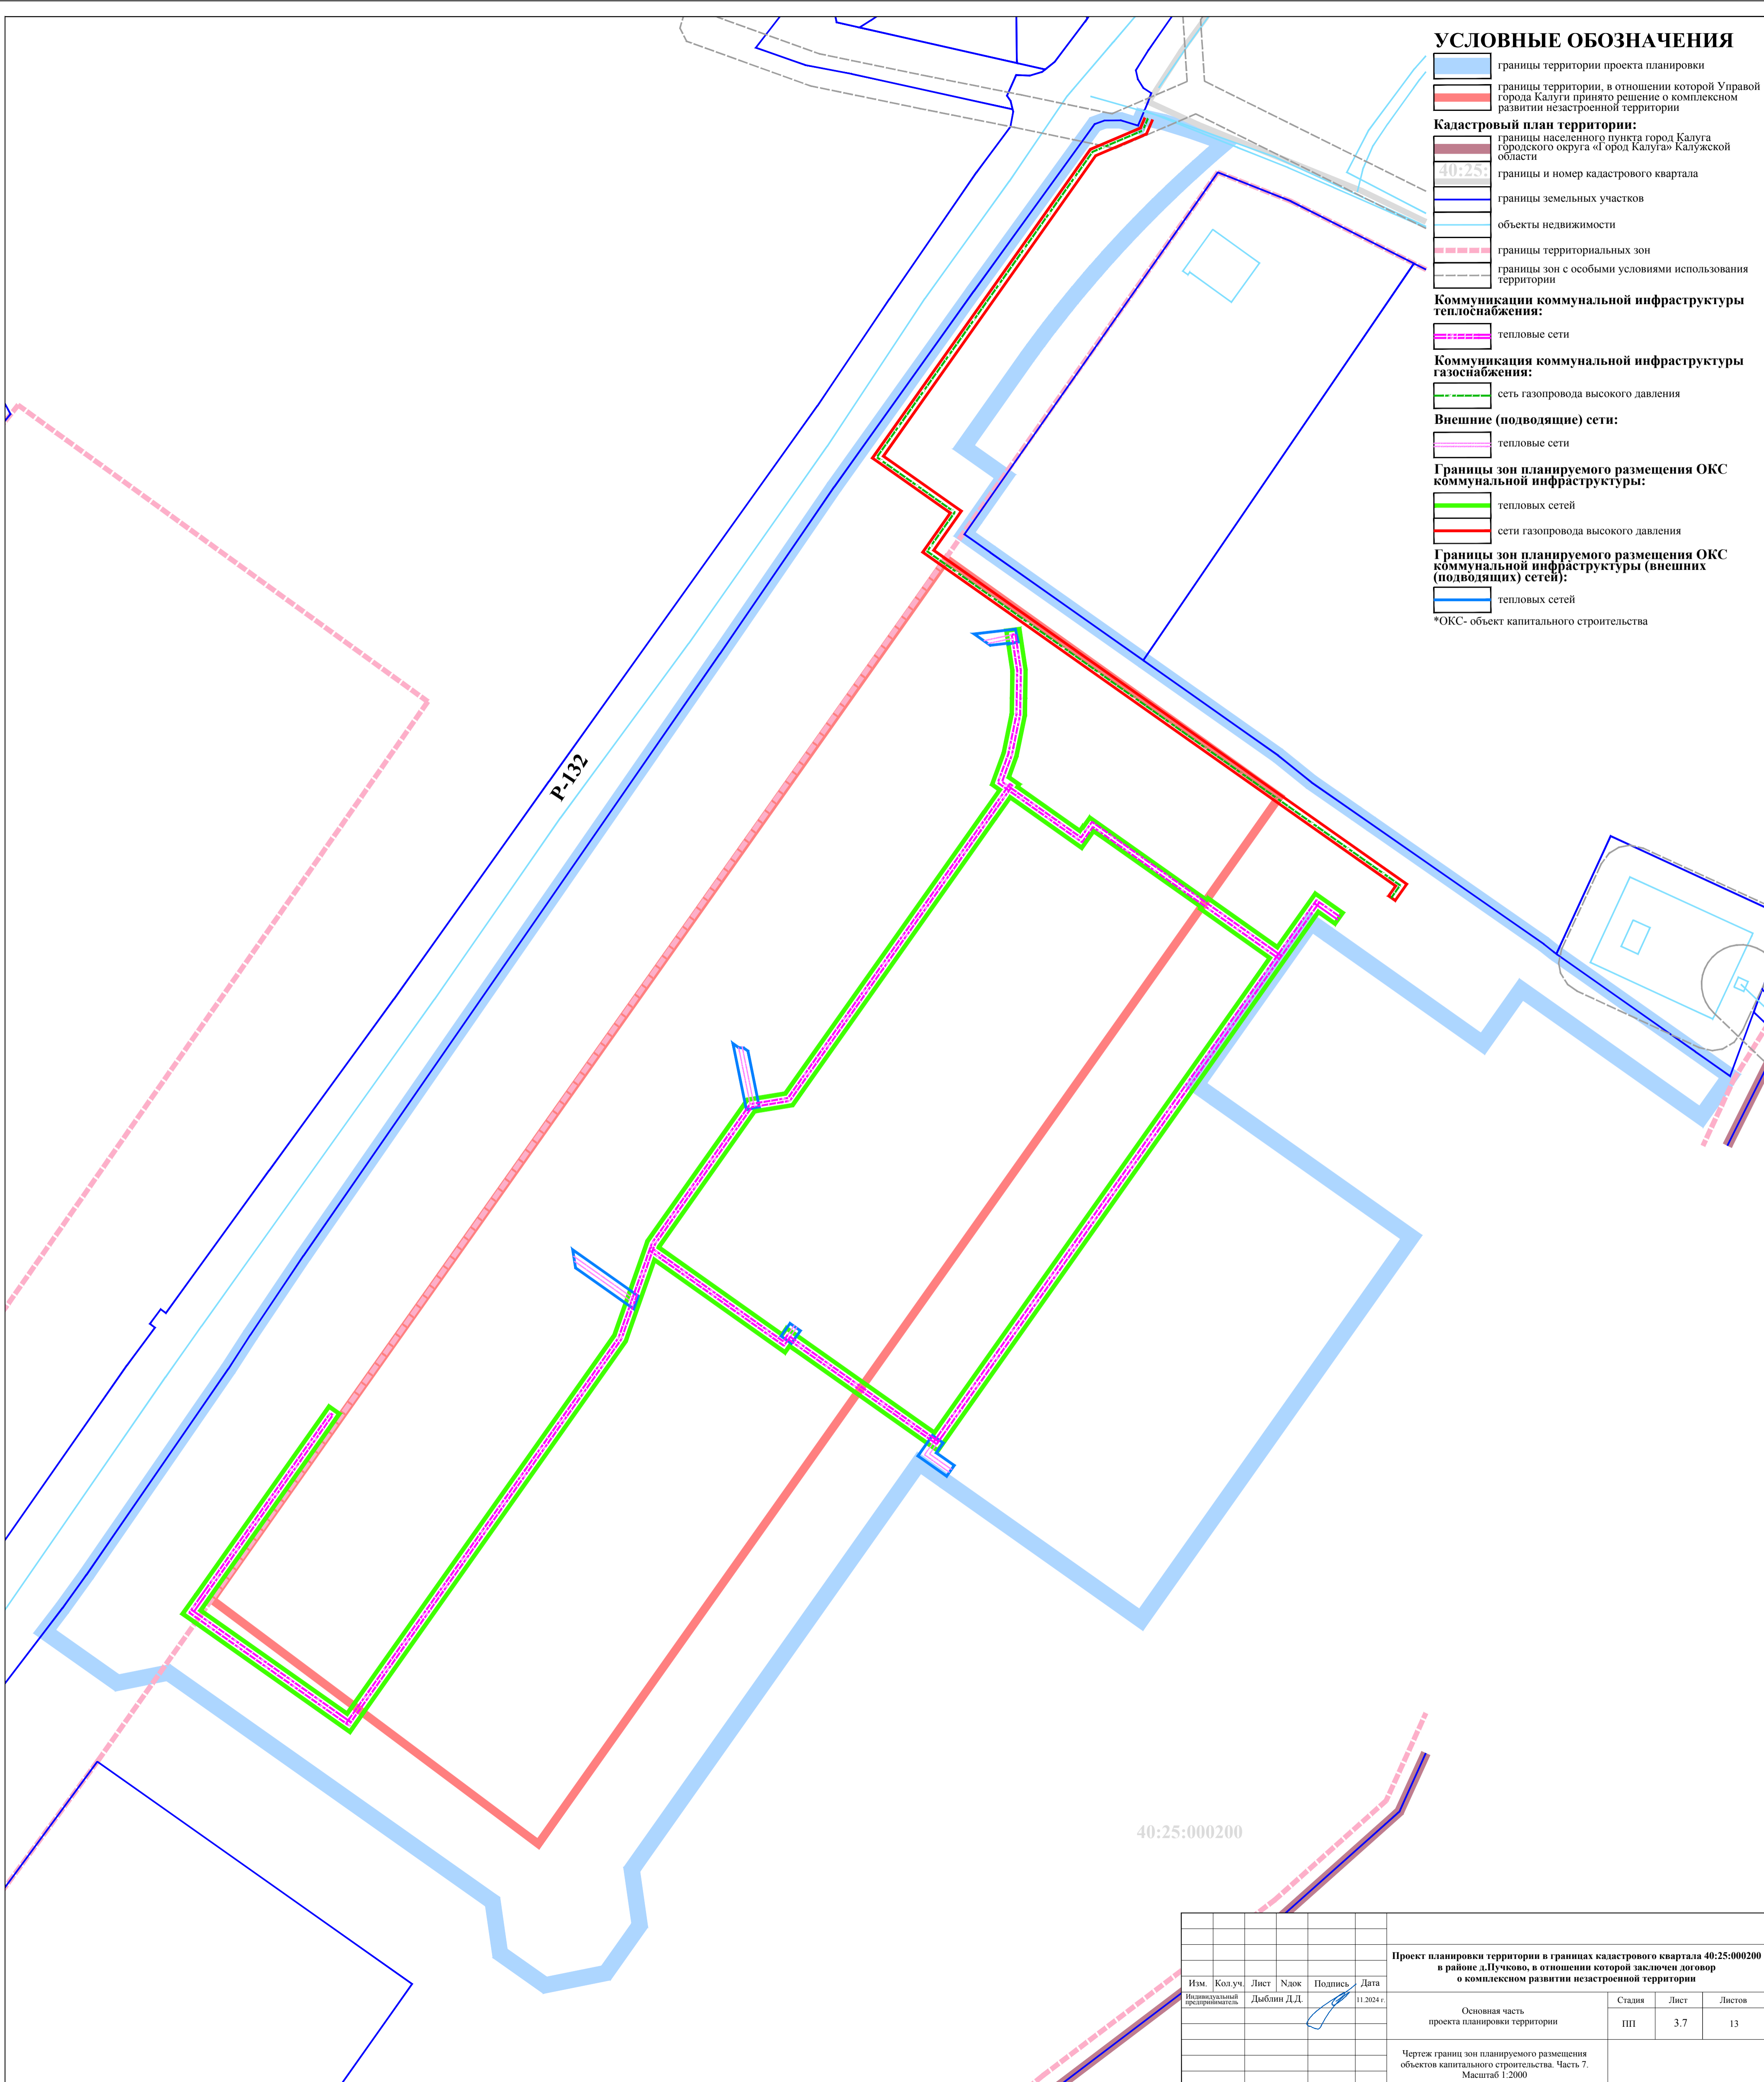 УСЛОВНЫЕ ОБОЗНАЧЕНИЯ
границы территории проекта планировки
границы территории, в отношении которой Управой
города Калуги принято решение о комплексном
развитии незастроенной территории
Кадастровый план территории:
границы населенного пункта город Калуга
городского округа «Город Калуга» Калужской
области
40:25:
границы и номер кадастрового квартала
границы земельных участков
объекты недвижимости
границы территориальных зон
границы зон с особыми условиями использования
территории
Коммуникации коммунальной инфраструктуры
теплоснабжения:
тепловые сети
Коммуникация коммунальной инфраструктуры
газоснабжения:
сеть газопровода высокого давления
Внешние (подводящие) сети:
тепловые сети
Границы зон планируемого размещения ОКС
коммунальной инфраструктуры:
тепловых сетей
сети газопровода высокого давления
Границы зон планируемого размещения ОКС
коммунальной инфраструктуры (внешних
(подводящих) сетей):
тепловых сетей
*ОКС- объект капитального строительства
Р-132
40:25:000200
Проект планировки территории в границах кадастрового квартала 40:25:000200
в районе д.Пучково, в отношении которой заключен договор
о комплексном развитии незастроенной территории
Изм. Кол.уч. Лист Nдок Подпись Дата
Индивидуальный
предприниматель
Дыблин Д.Д.
11.2024 г.
Основная часть
проекта планировки территории
Стадия Лист Листов
ПП 3.7 13
Чертеж границ зон планируемого размещения
объектов капитального строительства. Часть 7.
Масштаб 1:2000